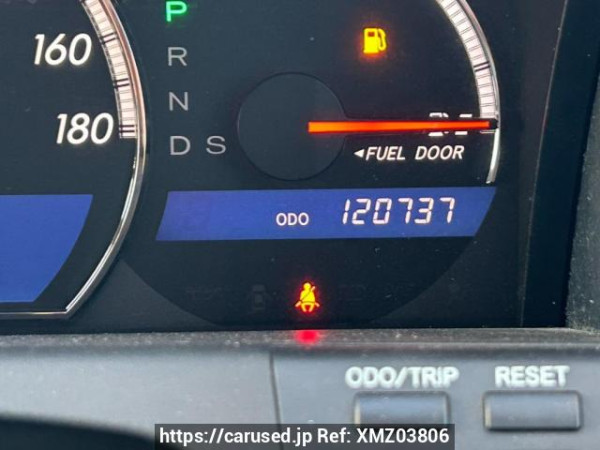 P
160
R
N
180
D S
◄FUEL DOOR
ODO 120737
ODO/TRIP RESET
https://carused.jp Ref: XMZ03806